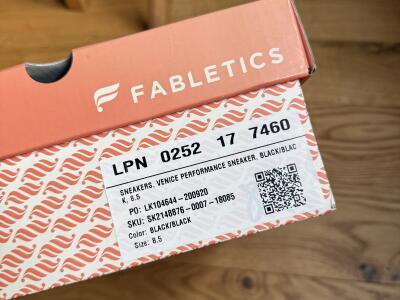 FABLETICS
LPN 0252 17 7460
SNEAKERS, VENICE PERFORMANCE SNEAKER, BLACK/BLAC
K, 8.5
PO: LK104644-200920
SKU: SK2148876-0007-18085
Color: BLACK/BLACK
Size: 8.5